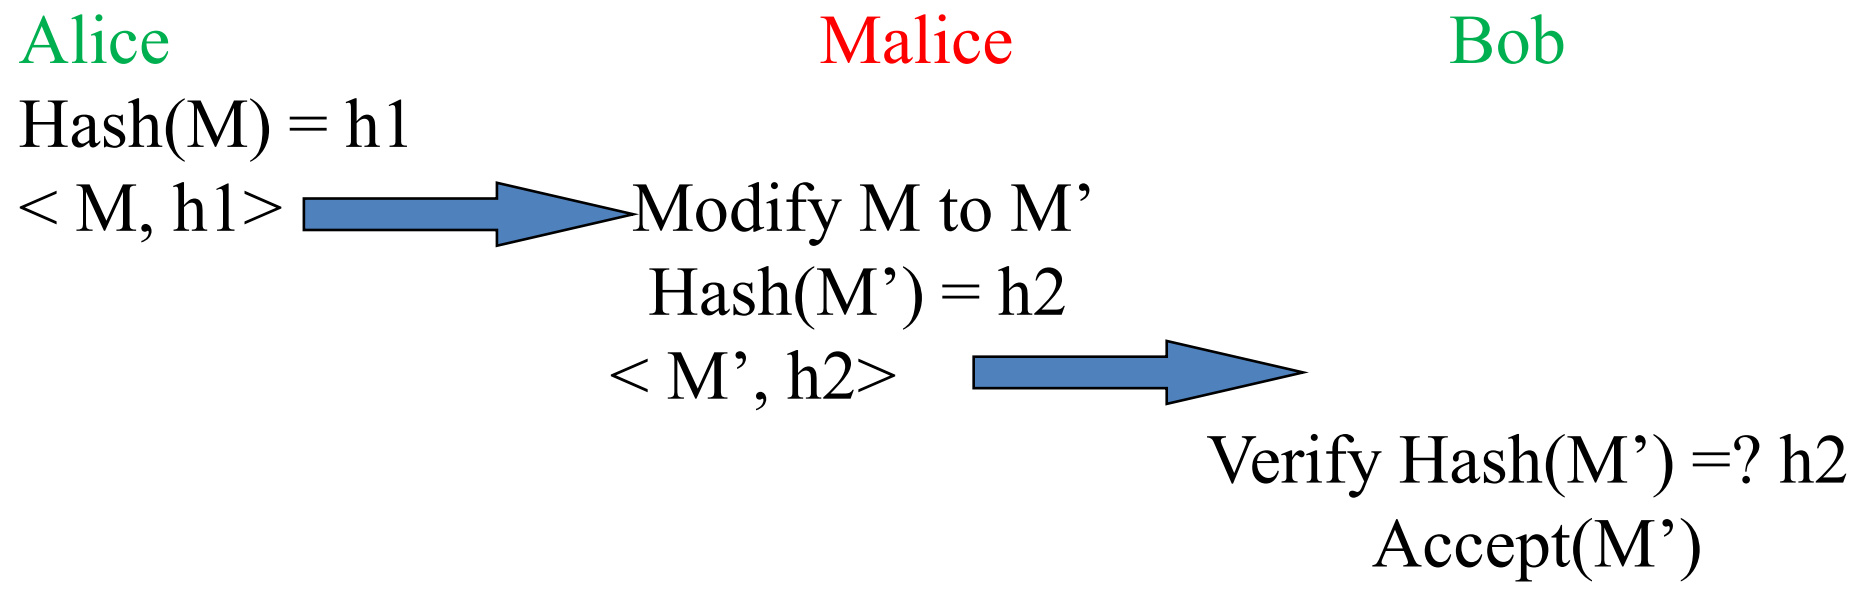 Alice Malice Bob
Hash(M) = h1
< M, h1> Modify M to M’
Hash(M’) = h2
< M’, h2>
Verify Hash(M’) =? h2
Accept(M’)